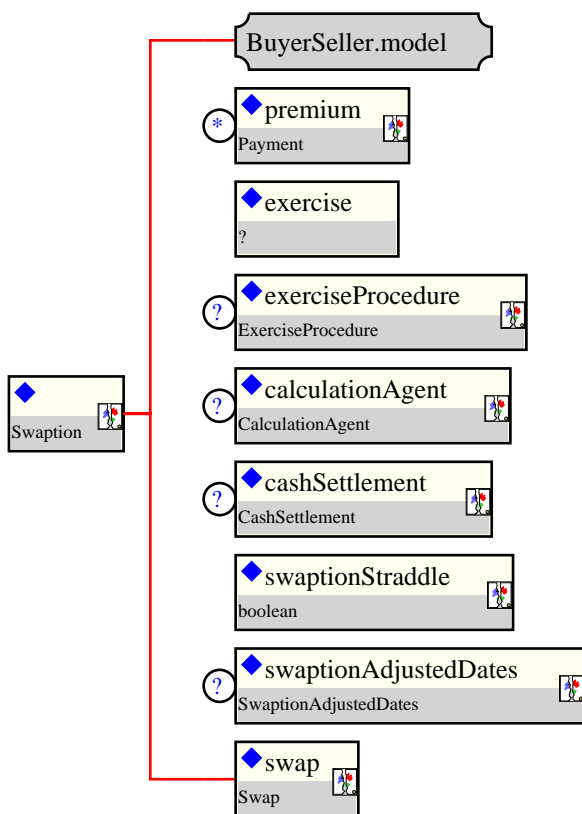 BuyerSeller.model
* premium
Payment
exercise
?
? exerciseProcedure
ExerciseProcedure
? calculationAgent
CalculationAgent
Swaption
? cashSettlement
CashSettlement
swaptionStraddle
boolean
? swaptionAdjustedDates
SwaptionAdjustedDates
swap
Swap